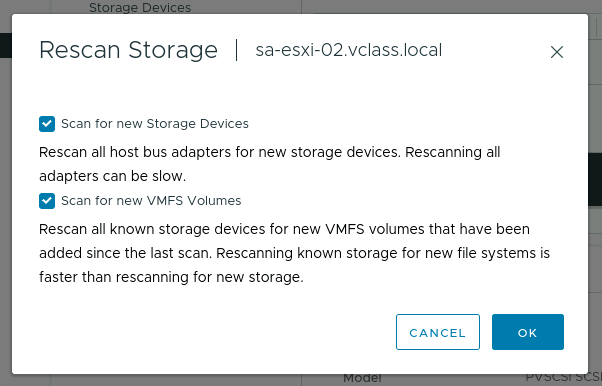 Storage Devices
Rescan Storage | sa-esxi-02.vclass.local
Scan for new Storage Devices
Rescan all host bus adapters for new storage devices. Rescanning all
adapters can be slow.
Scan for new VMFS Volumes
Rescan all known storage devices for new VMFS volumes that have been
added since the last scan. Rescanning known storage for new file systems is
faster than rescanning for new storage.
CANCEL
OK
Model
PVSCSI SCSI